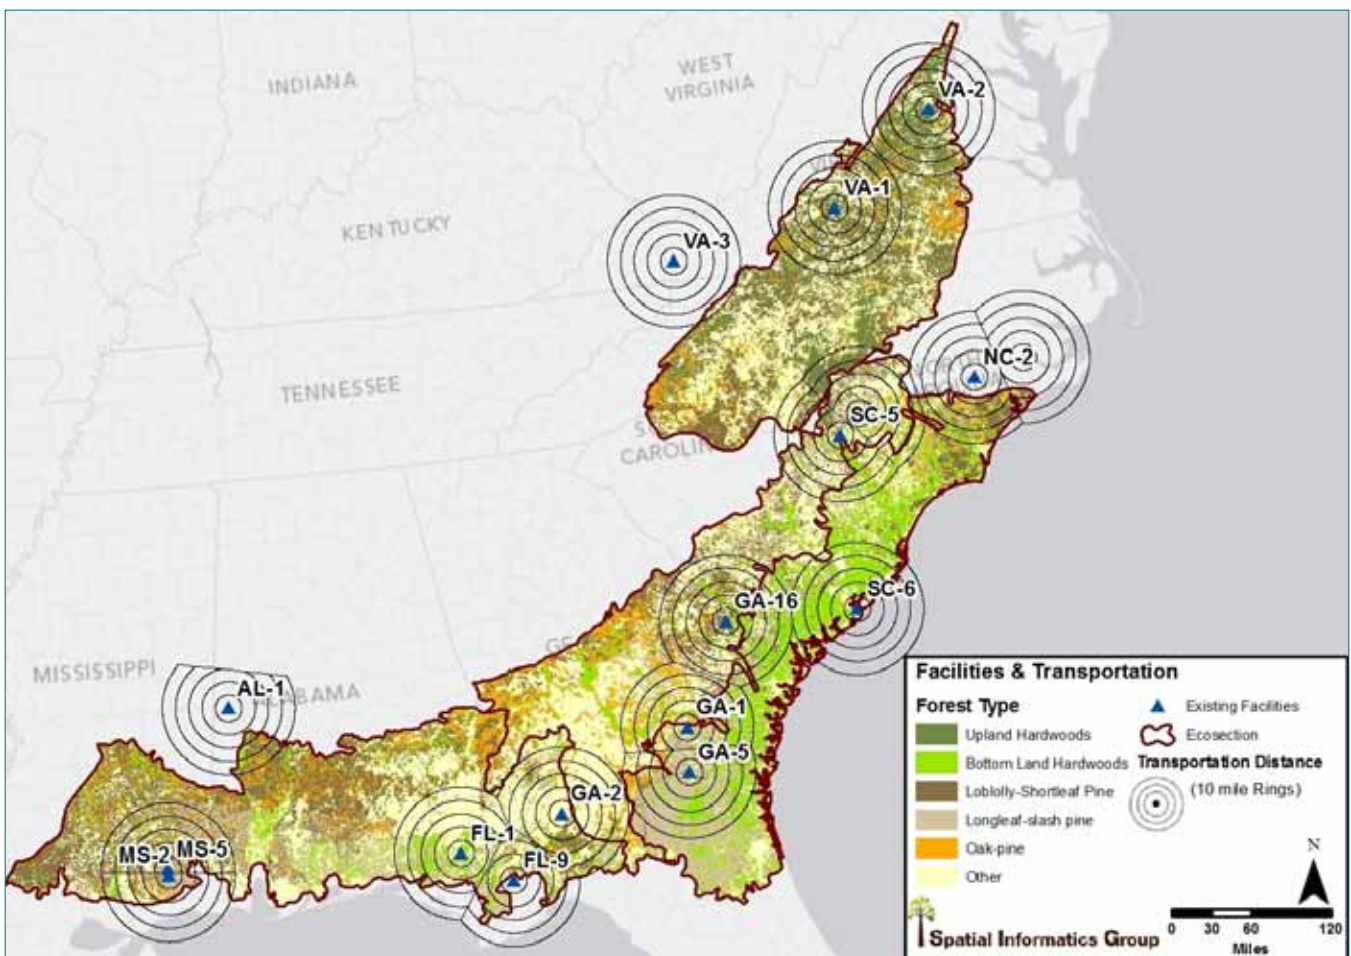 INDIANA
WEST
VIRGINIA
VA-2
VA-1
KENTUCKY
VA-3
NC-2
TENNESSEE
SC-5
CAROLIN
SC-6
GA-16
MISSISSIPPI
AL-1
ALABAMA
GA-1
GA-5
GA-2
FL-1
MS-2 MS-5
FL-9
Facilities & Transportation
Forest Type
Upland Hardwoods
Bottom Land Hardwoods
Loblolly-Shortleaf Pine
Longleaf-slash pine
Oak-pine
Other
Existing Facilities
Ecosection
Transportation Distance
(10 mile Rings)
N
Spatial Informatics Group
0 30 60 120
Miles